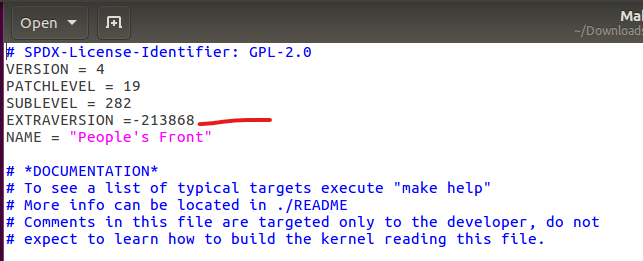 Open
Mal
~/Downloads
# SPDX-License-Identifier: GPL-2.0
VERSION = 4
PATCHLEVEL = 19
SUBLEVEL = 282
EXTRAVERSION =-213868
NAME = "People's Front"
# *DOCUMENTATION*
# To see a list of typical targets execute "make help"
# More info can be located in ./README
# Comments in this file are targeted only to the developer, do not
# expect to learn how to build the kernel reading this file.